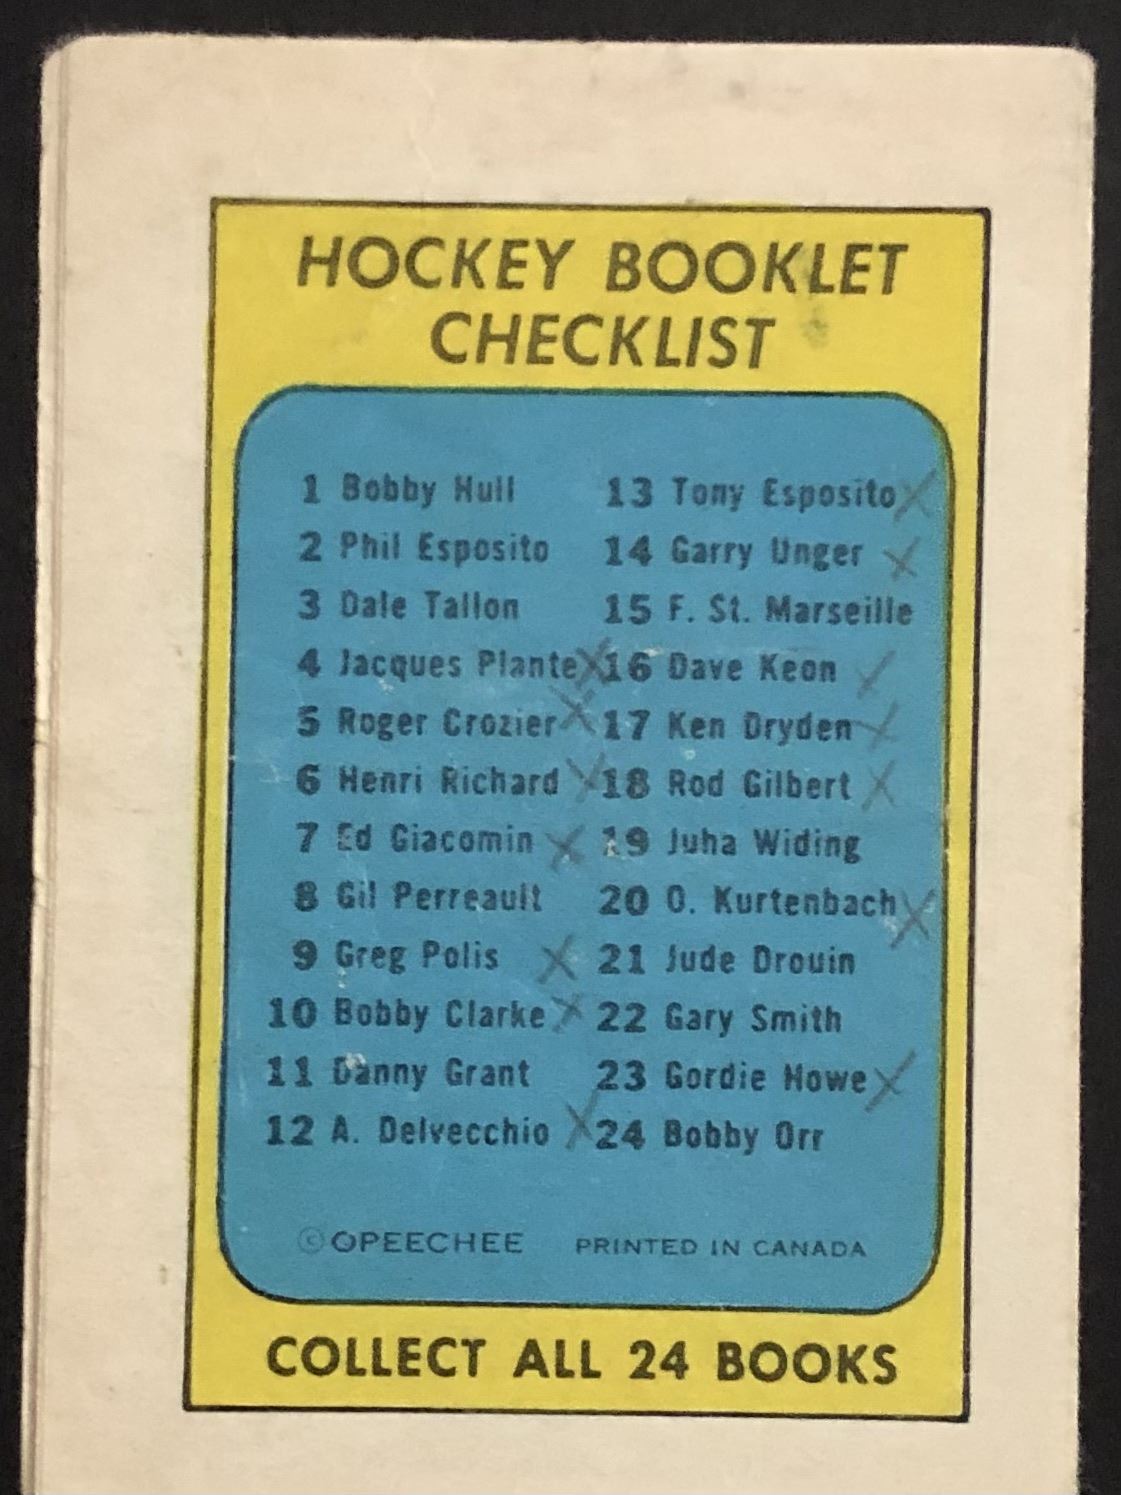 HOCKEY BOOKLET
CHECKLIST
1 Bobby Hull
2 Phil Esposito
3 Dale Tallon
4 Jacques Plante X
5 Roger Crozier X
6 Henri Richard X
7 Ed Giacomin X
8 Gil Perreault
9 Greg Polis X
10 Bobby Clarke X
11 Danny Grant
12 A. Delvecchio X
13 Tony Esposito X
14 Garry Unger X
15 F. St. Marseille
16 Dave Keon X
17 Ken Dryden X
18 Rod Gilbert X
19 Juha Widing
20 O. Kurtenbach X
21 Jude Drouin
22 Gary Smith
23 Gordie Howe X
24 Bobby Orr
© OPEECHEE PRINTED IN CANADA
COLLECT ALL 24 BOOKS